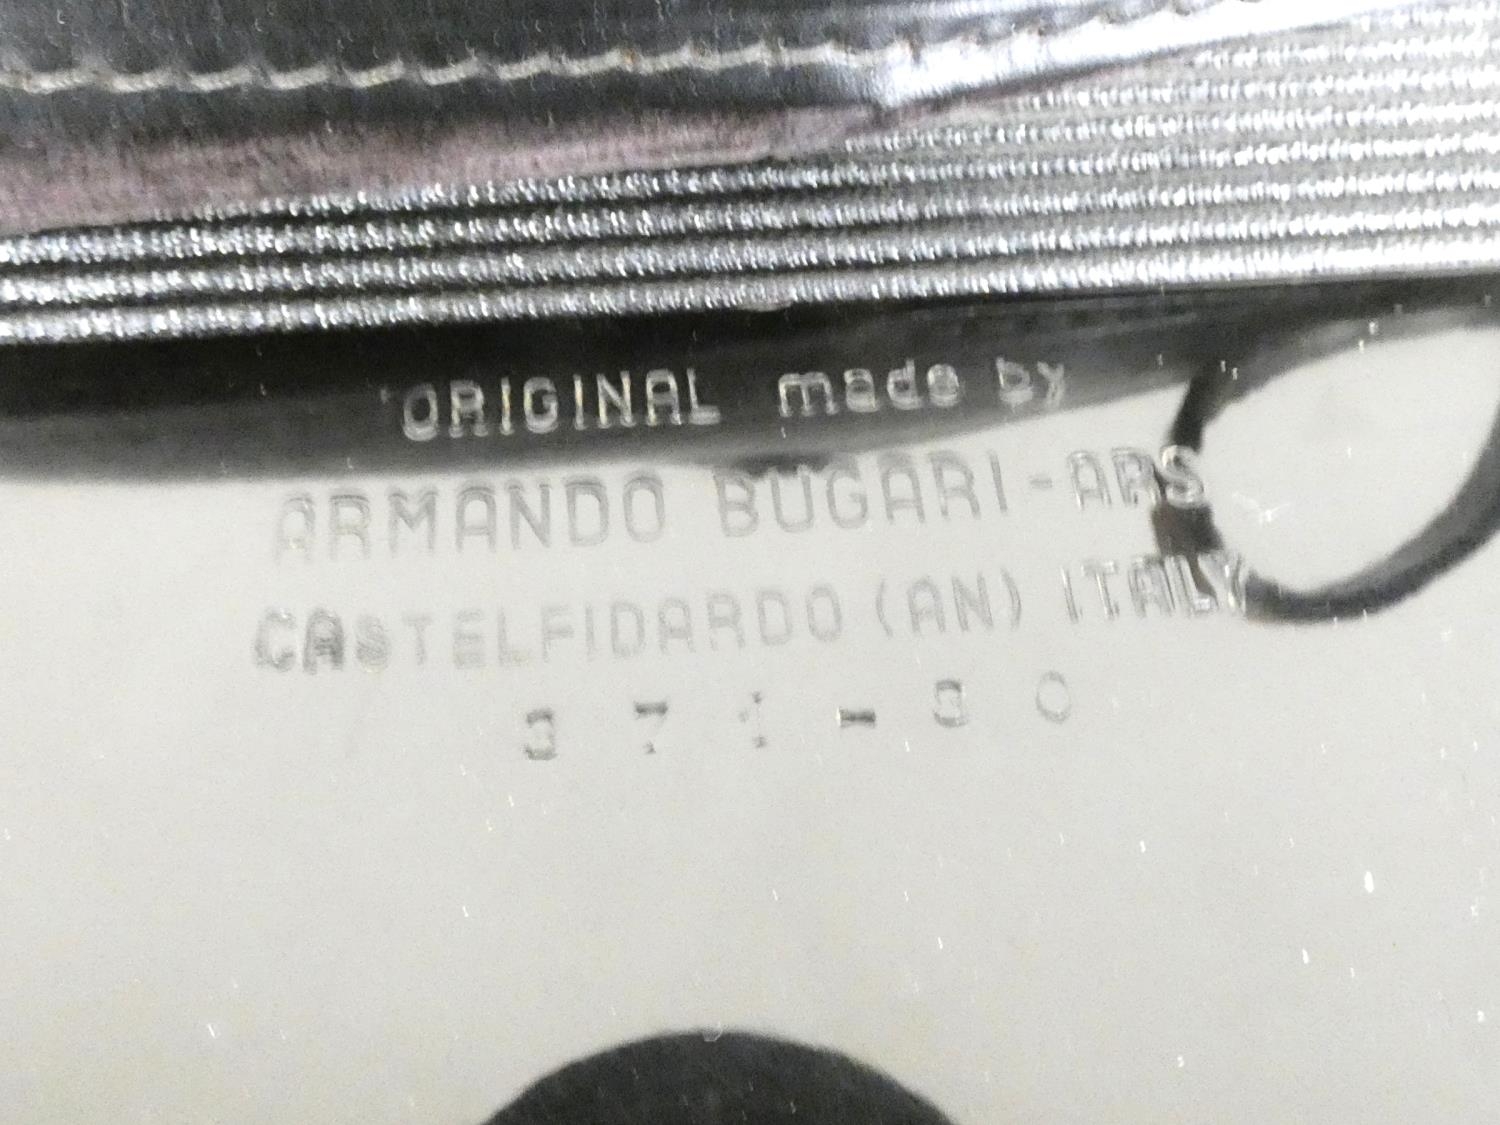 ORIGINAL made by
ARMANDO BUGARI-ARS
CASTELFIDARDO (AN) ITALY